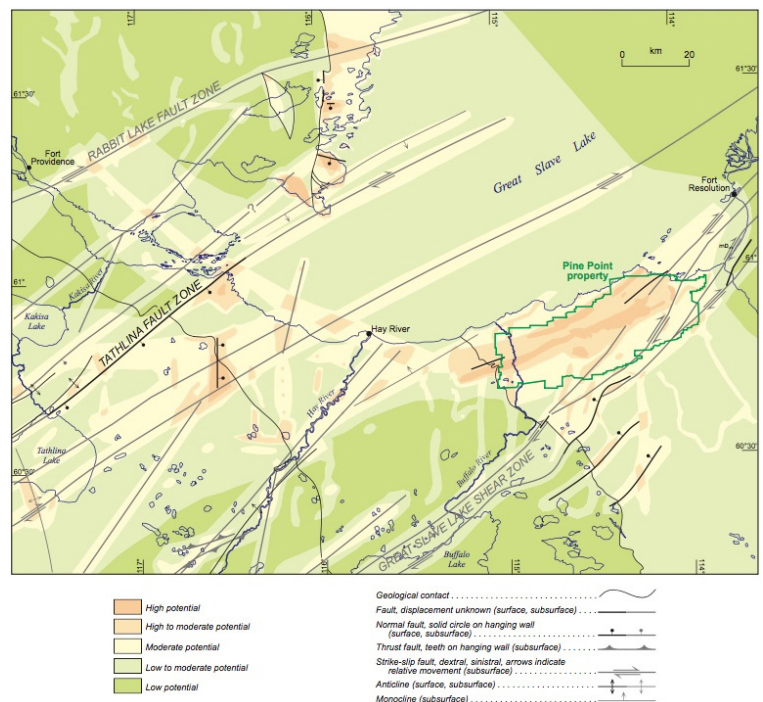 117°
116°
115°
114°
km
0 20
61°30'
61°30'
RABBIT LAKE FAULT ZONE
Fort
Providence
Great Slave Lake
Fort
Resolution
?
Pine Point
property
61°
61°
Kakisa River
Kakisa
Lake
TATHLINA FAULT ZONE
Hay River
Hay River
Tathlina
Lake
60°30'
60°30'
Buffalo River
GREAT SLAVE LAKE SHEAR ZONE
Buffalo
Lake
117°
116°
115°
114°
High potential
High to moderate potential
Moderate potential
Low to moderate potential
Low potential
Geological contact
Fault, displacement unknown (surface, subsurface)
Normal fault, solid circle on hanging wall
(surface, subsurface)
Thrust fault, teeth on hanging wall (subsurface)
Strike-slip fault, dextral, sinistral, arrows indicate
relative movement (subsurface)
Anticline (surface, subsurface)
Monocline (subsurface)